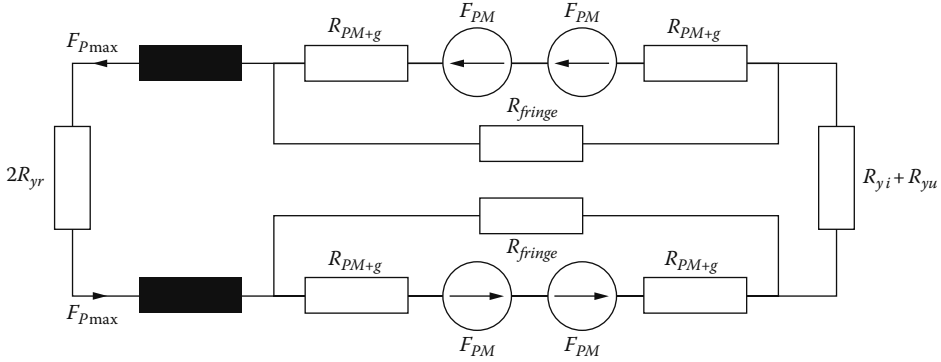 F_PM F_PM
R_PM+g R_PM+g
F_Pmax
R_fringe
2R_yr R_yi + R_yu
R_fringe
R_PM+g R_PM+g
F_Pmax
F_PM F_PM